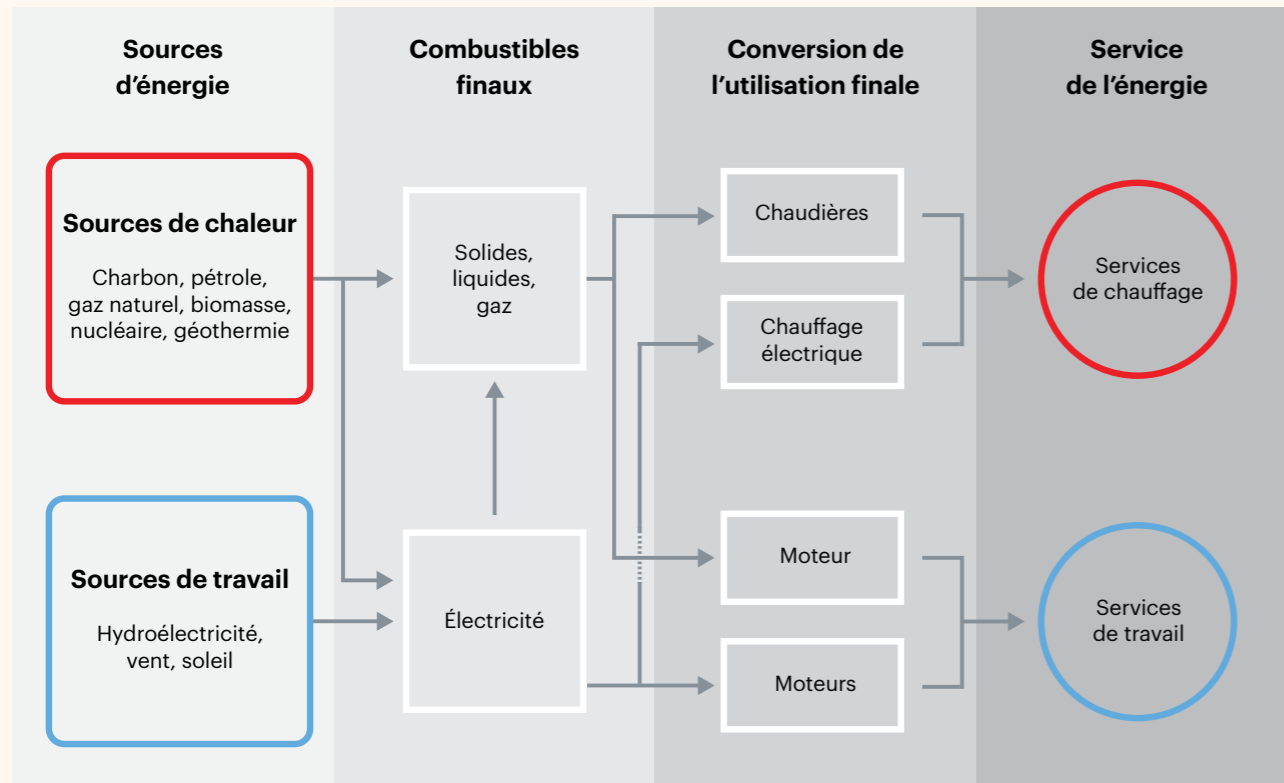 Sources
d'énergie
Combustibles
finaux
Conversion de
l'utilisation finale
Service
de l'énergie
Sources de chaleur
Charbon, pétrole,
gaz naturel, biomasse,
nucléaire, géothermie
Solides,
liquides,
gaz
Chaudières
Chauffage
électrique
Services
de chauffage
Sources de travail
Hydroélectricité,
vent, soleil
Électricité
Moteur
Moteurs
Services
de travail